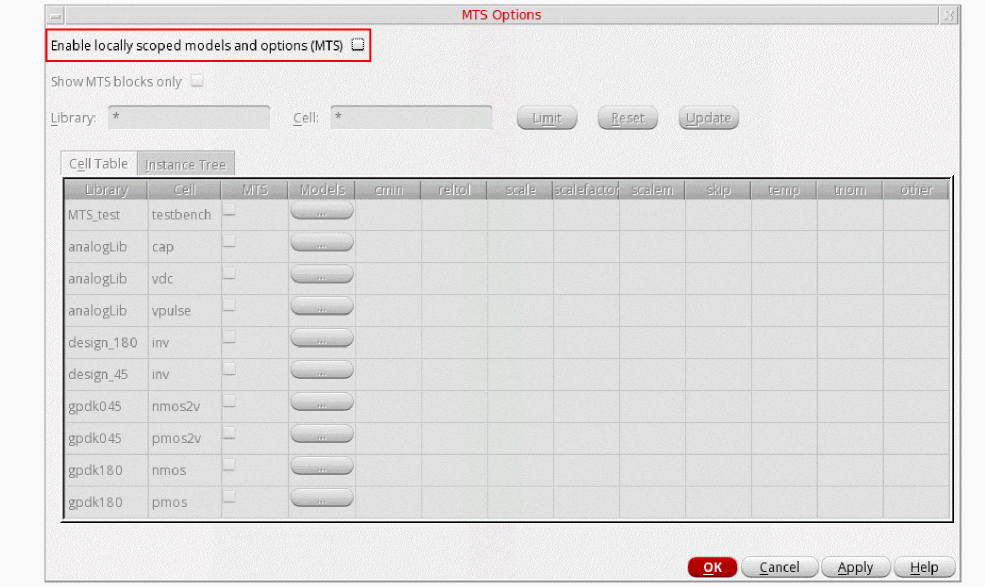 MTS Options
Enable locally scoped models and options (MTS)
Show MTS blocks only
Library: * Cell: * Limit Reset Update
Cell Table Instance Tree
Library Cell MTS Models cmin reltol scale scalefactor scalem skip temp tnom other
MTS_test testbench ...
analogLib cap ...
analogLib vdc ...
analogLib vpulse ...
design_180 inv ...
design_45 inv ...
gpdk045 nmos2v ...
gpdk045 pmos2v ...
gpdk180 nmos ...
gpdk180 pmos ...
OK Cancel Apply Help